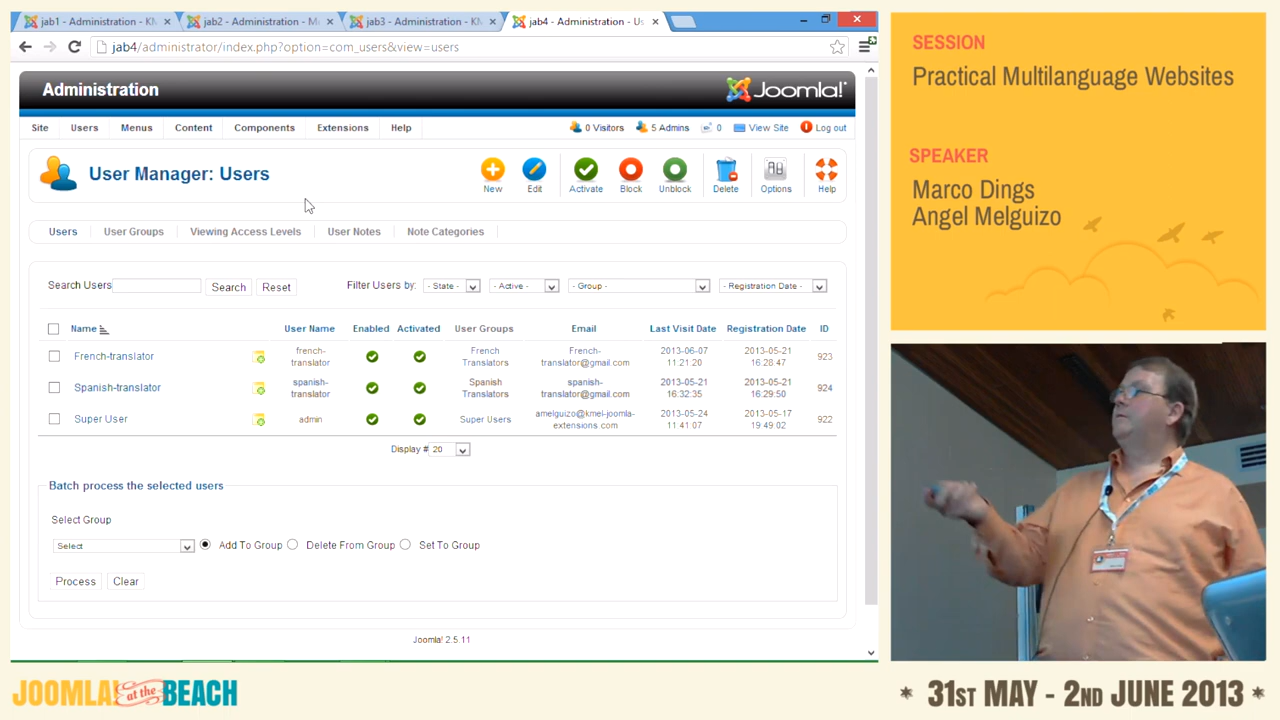 jab1 - Administration - KM
jab2 - Administration - Me
jab3 - Administration - KM
jab4 - Administration - Us
jab4/administrator/index.php?option=com_users&view=users
Administration
Joomla!
Site Users Menus Content Components Extensions Help
0 Visitors 5 Admins 0 View Site Log out
User Manager: Users
New Edit Activate Block Unblock Delete Options Help
Users User Groups Viewing Access Levels User Notes Note Categories
Search Users Search Reset Filter Users by: - State - - Active - - Group - - Registration Date -
Name User Name Enabled Activated User Groups Email Last Visit Date Registration Date ID
French-translator french-translator French Translators French-translator@gmail.com 2013-06-07 11:21:20 2013-05-21 16:28:47 923
Spanish-translator spanish-translator Spanish Translators spanish-translator@gmail.com 2013-05-21 16:32:35 2013-05-21 16:29:50 924
Super User admin Super Users amelguizo@kmel-joomla-extensions.com 2013-05-24 11:41:07 2013-05-17 19:49:02 922
Display # 20
Batch process the selected users
Select Group
Select Add To Group Delete From Group Set To Group
Process Clear
Joomla! 2.5.11
SESSION
Practical Multilanguage Websites
SPEAKER
Marco Dings
Angel Melguizo
JOOMLA! at the BEACH
* 31ST MAY - 2ND JUNE 2013 *